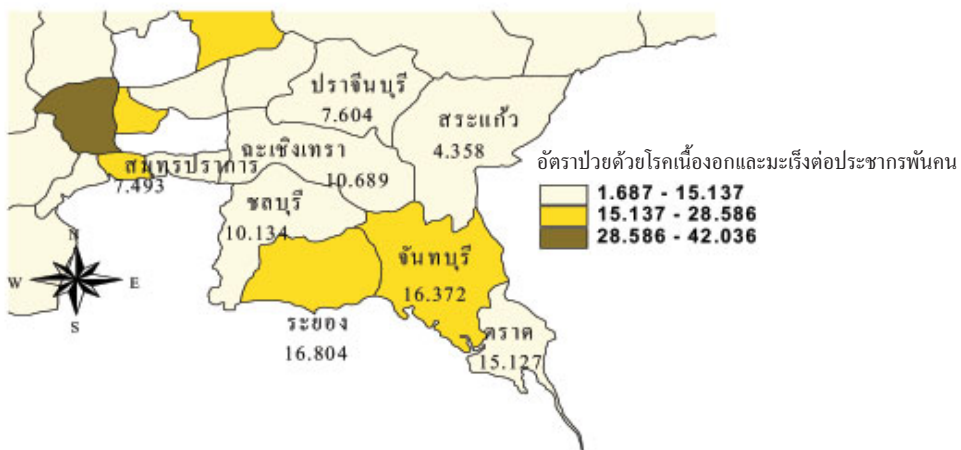 ปราจีนบุรี
7.604
สระแก้ว
4.358
ฉะเชิงเทรา
10.689
สมุทรปราการ
17.493
ชลบุรี
10.134
จันทบุรี
16.372
ระยอง
16.804
ตราด
15.127
N
W E
S
อัตราป่วยด้วยโรคเนื้องอกและมะเร็งต่อประชากรพันคน
1.687 - 15.137
15.137 - 28.586
28.586 - 42.036